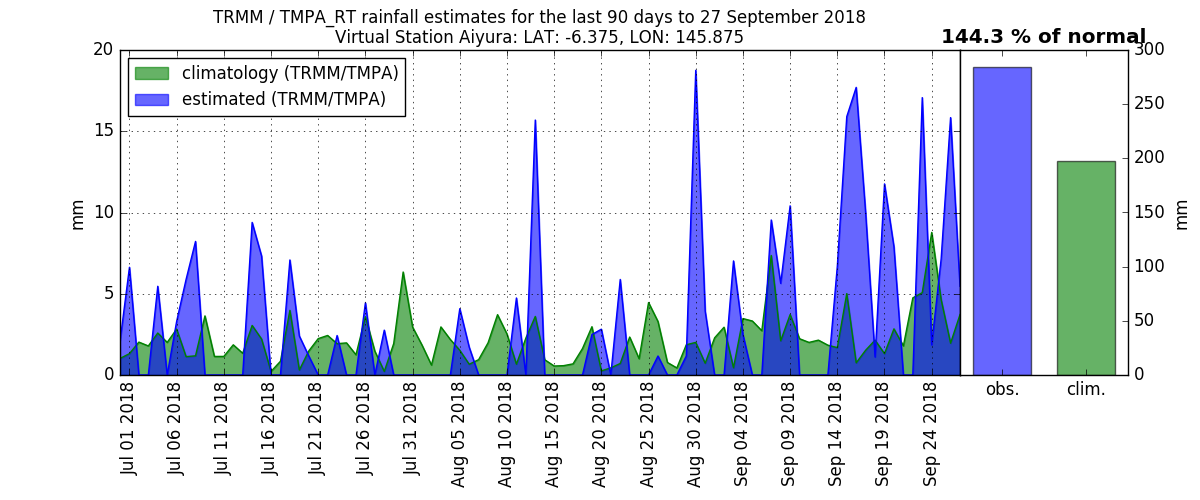 TRMM / TMPA_RT rainfall estimates for the last 90 days to 27 September 2018
Virtual Station Aiyura: LAT: -6.375, LON: 145.875
144.3 % of normal
climatology (TRMM/TMPA)
estimated (TRMM/TMPA)
20
15
10
5
0
mm
300
250
200
150
100
50
0
mm
obs.
clim.
Jul 01 2018
Jul 06 2018
Jul 11 2018
Jul 16 2018
Jul 21 2018
Jul 26 2018
Jul 31 2018
Aug 05 2018
Aug 10 2018
Aug 15 2018
Aug 20 2018
Aug 25 2018
Aug 30 2018
Sep 04 2018
Sep 09 2018
Sep 14 2018
Sep 19 2018
Sep 24 2018